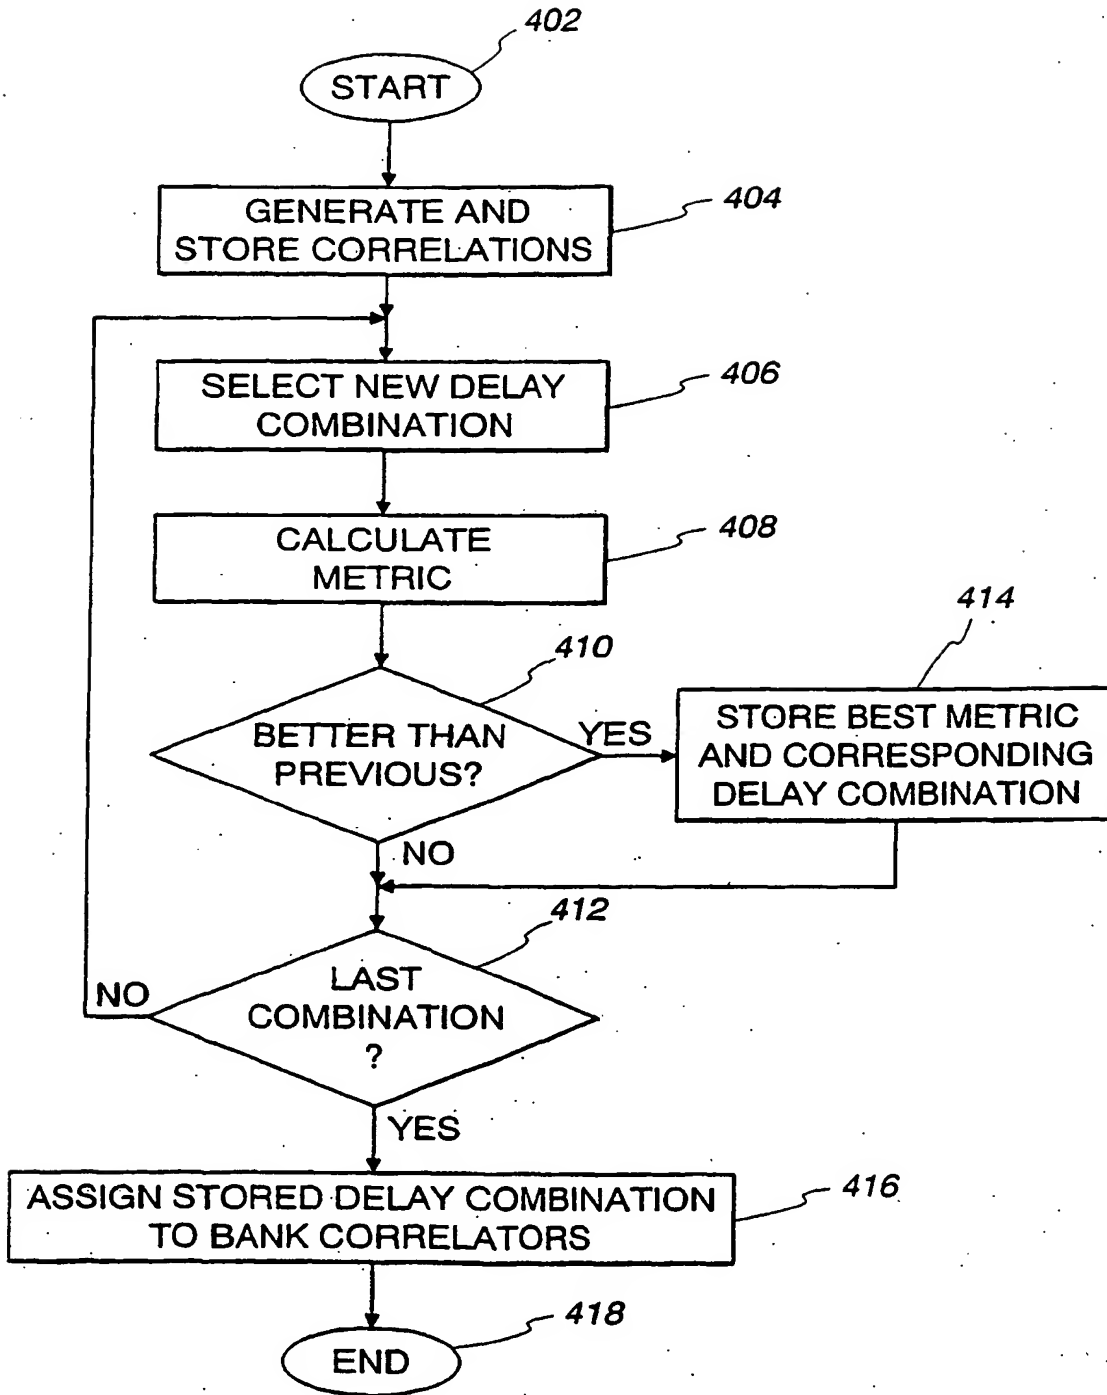 402
START
GENERATE AND
STORE CORRELATIONS
404
SELECT NEW DELAY
COMBINATION
406
CALCULATE
METRIC
408
410
BETTER THAN
PREVIOUS?
YES
414
STORE BEST METRIC
AND CORRESPONDING
DELAY COMBINATION
NO
412
LAST
COMBINATION
?
NO
YES
ASSIGN STORED DELAY COMBINATION
TO BANK CORRELATORS
416
END
418